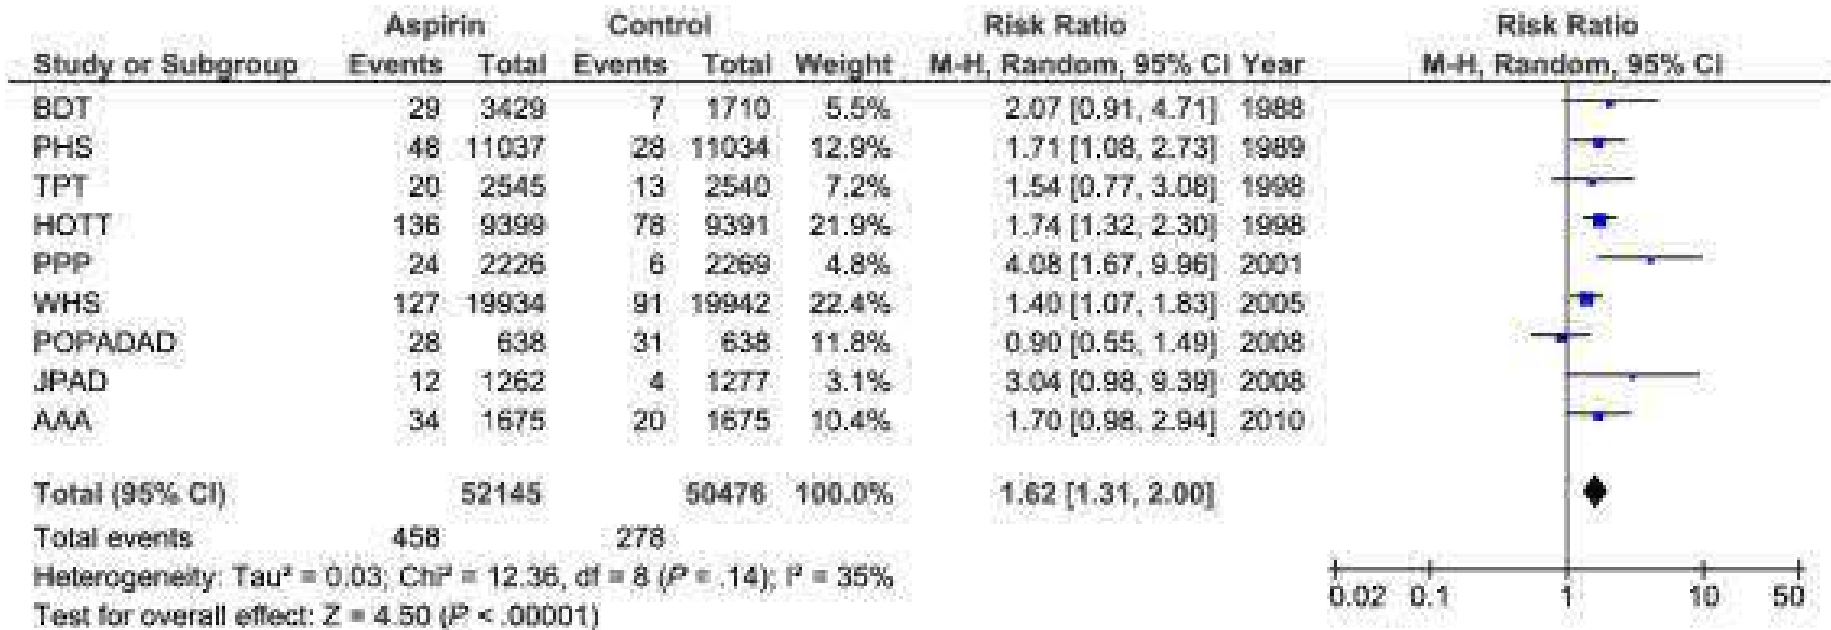 Aspirin Control Risk Ratio Risk Ratio
Study or Subgroup Events Total Events Total Weight M-H, Random, 95% CI Year M-H, Random, 95% CI
BDT 29 3429 7 1710 5.5% 2.07 [0.91, 4.71] 1988
PHS 48 11037 28 11034 12.9% 1.71 [1.08, 2.73] 1989
TPT 20 2545 13 2540 7.2% 1.54 [0.77, 3.08] 1998
HOTT 136 9399 78 9391 21.9% 1.74 [1.32, 2.30] 1998
PPP 24 2226 6 2269 4.8% 4.08 [1.67, 9.96] 2001
WHS 127 19934 91 19942 22.4% 1.40 [1.07, 1.83] 2005
POPADAD 28 638 31 638 11.8% 0.90 [0.55, 1.49] 2008
JPAD 12 1262 4 1277 3.1% 3.04 [0.98, 9.39] 2008
AAA 34 1675 20 1675 10.4% 1.70 [0.98, 2.94] 2010
Total (95% CI) 52145 50476 100.0% 1.62 [1.31, 2.00]
Total events 458 278
Heterogeneity: Tau² = 0.03; Chi² = 12.36, df = 8 (P = .14); I² = 35%
Test for overall effect: Z = 4.50 (P < .00001)
0.02 0.1 1 10 50